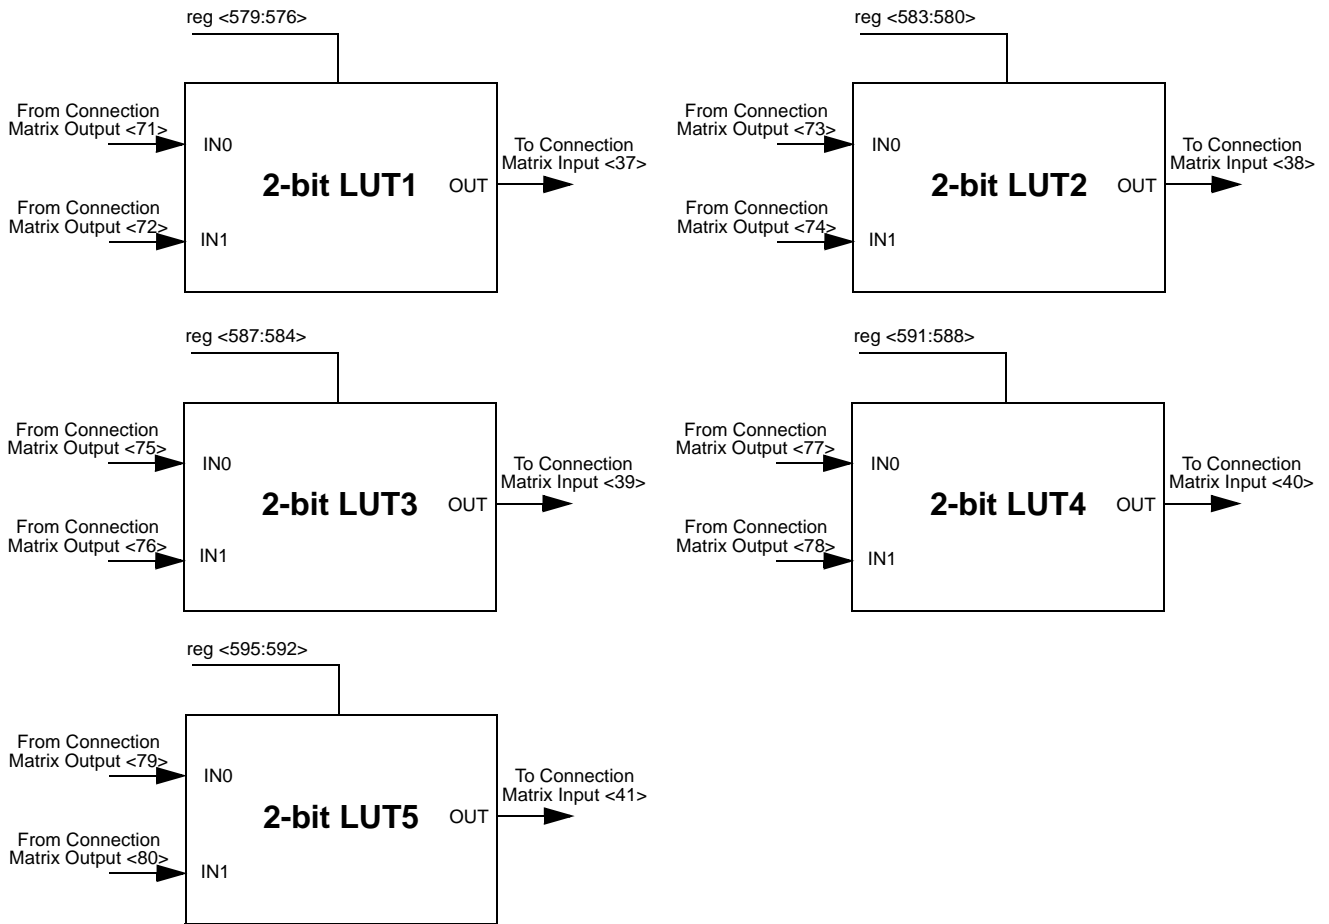 reg <579:576>
From Connection
Matrix Output <71>
IN0
2-bit LUT1
OUT
To Connection
Matrix Input <37>
From Connection
Matrix Output <72>
IN1
reg <583:580>
From Connection
Matrix Output <73>
IN0
2-bit LUT2
OUT
To Connection
Matrix Input <38>
From Connection
Matrix Output <74>
IN1
reg <587:584>
From Connection
Matrix Output <75>
IN0
2-bit LUT3
OUT
To Connection
Matrix Input <39>
From Connection
Matrix Output <76>
IN1
reg <591:588>
From Connection
Matrix Output <77>
IN0
2-bit LUT4
OUT
To Connection
Matrix Input <40>
From Connection
Matrix Output <78>
IN1
reg <595:592>
From Connection
Matrix Output <79>
IN0
2-bit LUT5
OUT
To Connection
Matrix Input <41>
From Connection
Matrix Output <80>
IN1